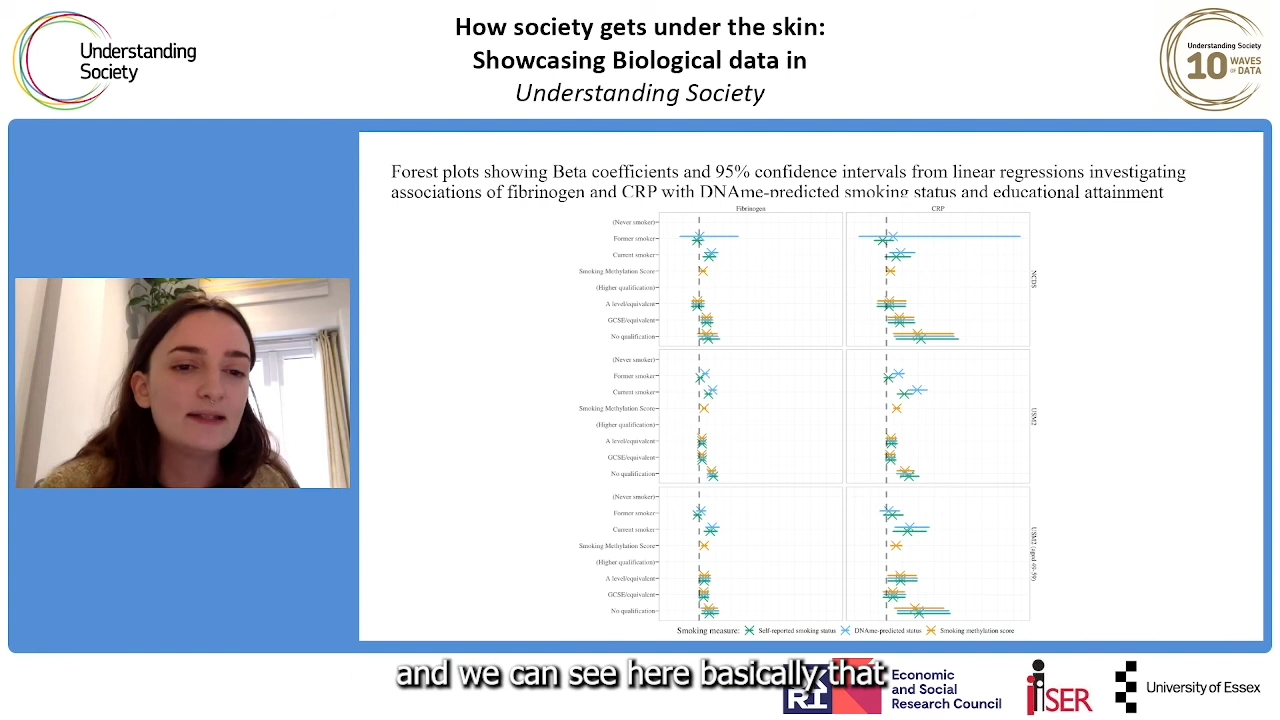 Understanding
Society
How society gets under the skin:
Showcasing Biological data in
Understanding Society
Understanding Society
10 WAVES
OF DATA
Forest plots showing Beta coefficients and 95% confidence intervals from linear regressions investigating
associations of fibrinogen and CRP with DNAme-predicted smoking status and educational attainment
Fibrinogen
CRP
(Never smoker)
Former smoker
Current smoker
Smoking Methylation Score
(Higher qualification)
A level/equivalent
GCSE/equivalent
No qualification
NCDS
(Never smoker)
Former smoker
Current smoker
Smoking Methylation Score
(Higher qualification)
A level/equivalent
GCSE/equivalent
No qualification
(Never smoker)
Former smoker
Current smoker
Smoking Methylation Score
(Higher qualification)
A level/equivalent
GCSE/equivalent
No qualification
Smoking measure: Self-reported smoking status DNAme-predicted status Smoking methylation score
and we can see here basically that
Economic
and Social
Research Council
iSER
University of Essex